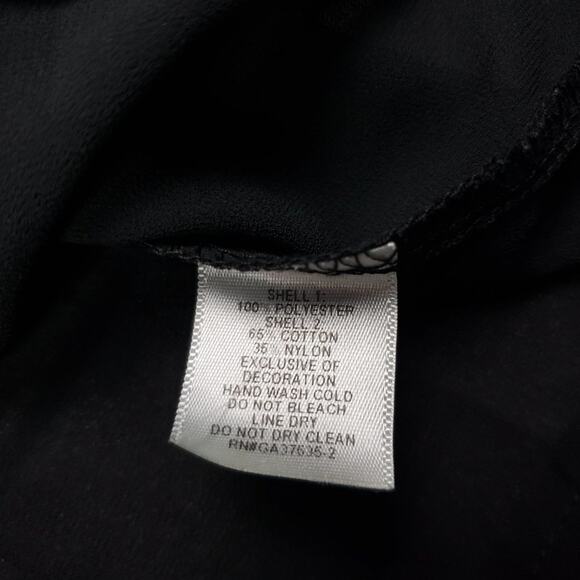 SHELL 1:
100% POLYESTER
SHELL 2:
65% COTTON
35% NYLON
EXCLUSIVE OF
DECORATION
HAND WASH COLD
DO NOT BLEACH
LINE DRY
DO NOT DRY CLEAN
RN#GA37635-2